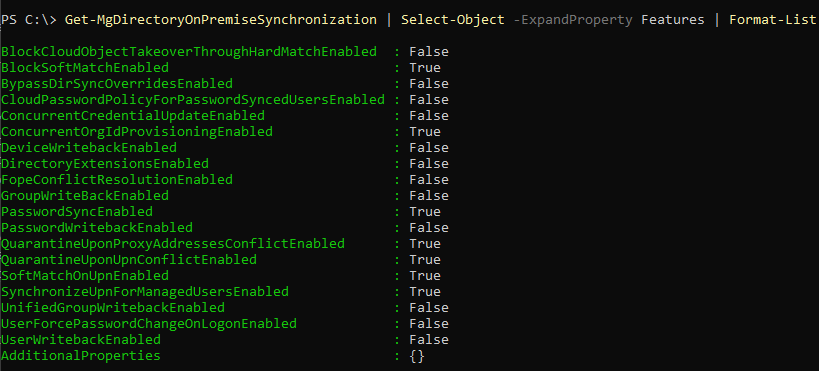 PS C:\> Get-MgDirectoryOnPremiseSynchronization | Select-Object -ExpandProperty Features | Format-List
BlockCloudObjectTakeoverThroughHardMatchEnabled : False
BlockSoftMatchEnabled : True
BypassDirSyncOverridesEnabled : False
CloudPasswordPolicyForPasswordSyncedUsersEnabled : False
ConcurrentCredentialUpdateEnabled : False
ConcurrentOrgIdProvisioningEnabled : True
DeviceWritebackEnabled : False
DirectoryExtensionsEnabled : False
FopeConflictResolutionEnabled : False
GroupWriteBackEnabled : False
PasswordSyncEnabled : True
PasswordWritebackEnabled : False
QuarantineUponProxyAddressesConflictEnabled : True
QuarantineUponUpnConflictEnabled : True
SoftMatchOnUpnEnabled : True
SynchronizeUpnForManagedUsersEnabled : True
UnifiedGroupWritebackEnabled : False
UserForcePasswordChangeOnLogonEnabled : False
UserWritebackEnabled : False
AdditionalProperties : {}